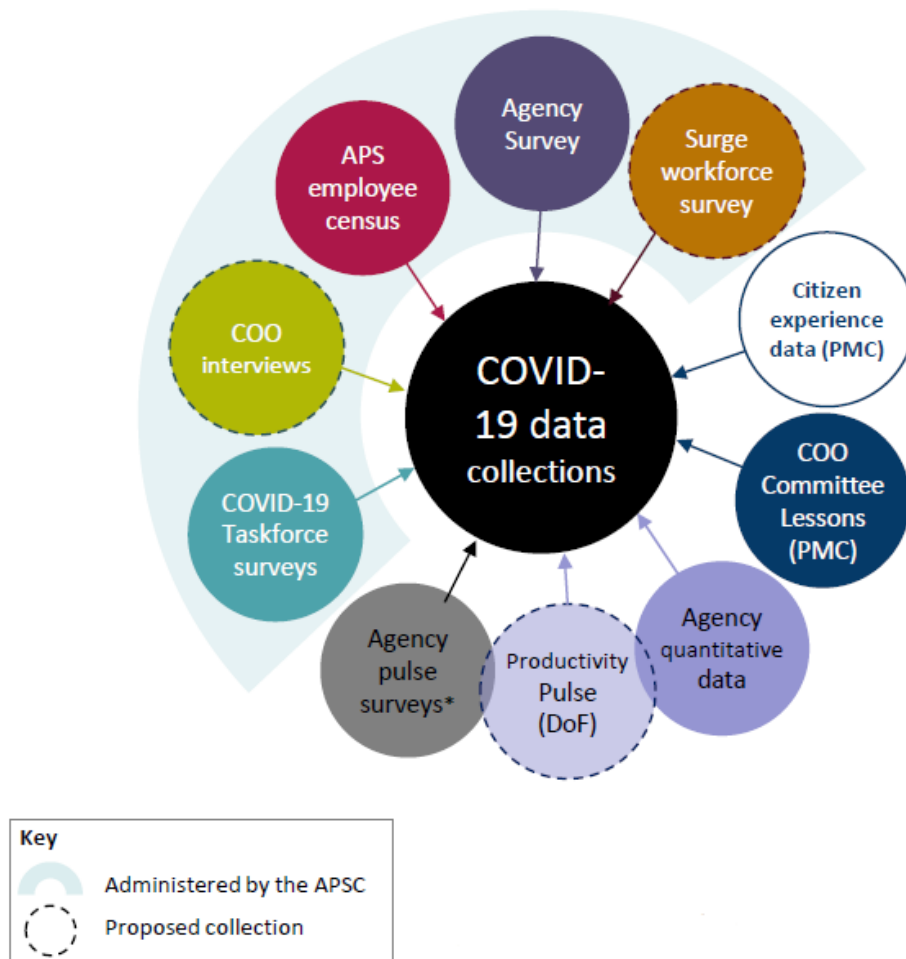 Agency
Survey
APS
employee
census
Surge
workforce
survey
Citizen
experience
data (PMC)
COO
interviews
COVID-
19 data
collections
COO
Committee
Lessons
(PMC)
COVID-19
Taskforce
surveys
Agency
pulse
surveys*
Productivity
Pulse
(DoF)
Agency
quantitative
data
Key
Administered by the APSC
Proposed collection